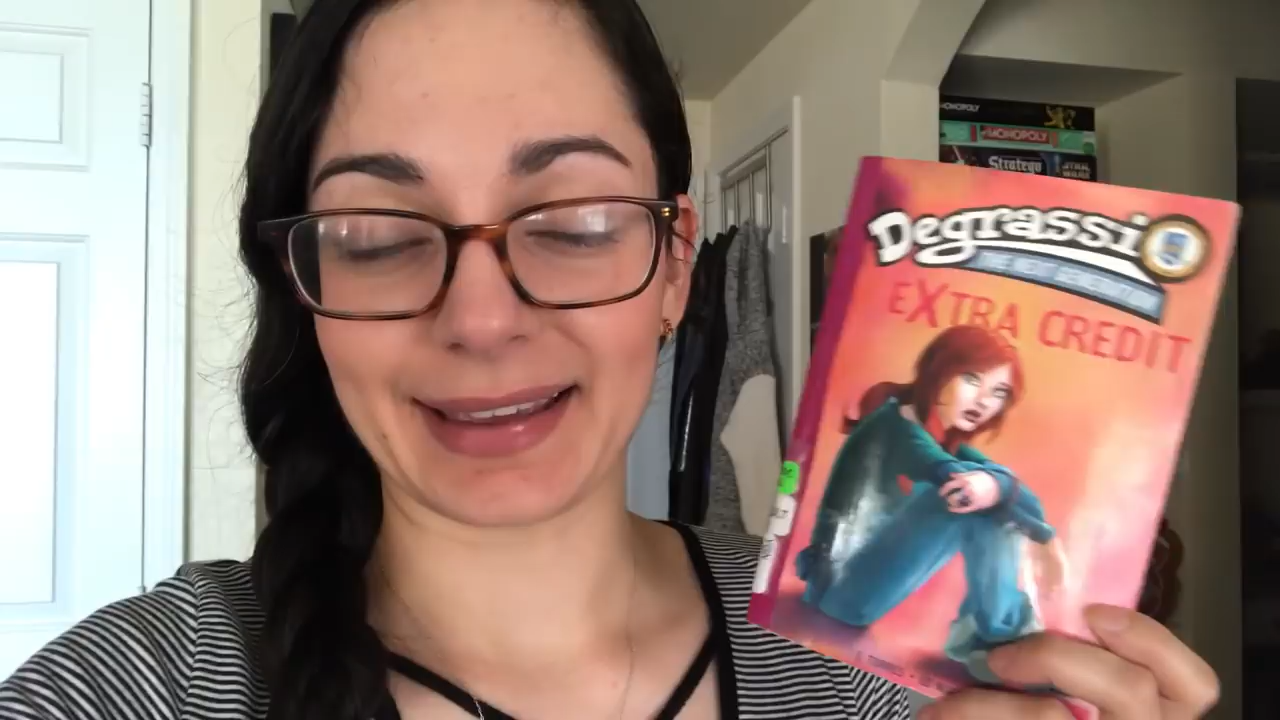 MONOPOLY
MONOPOLY
Stratego
STAR
WARS
Degrassi
THE NEXT GENERATION
EXTRA CREDIT